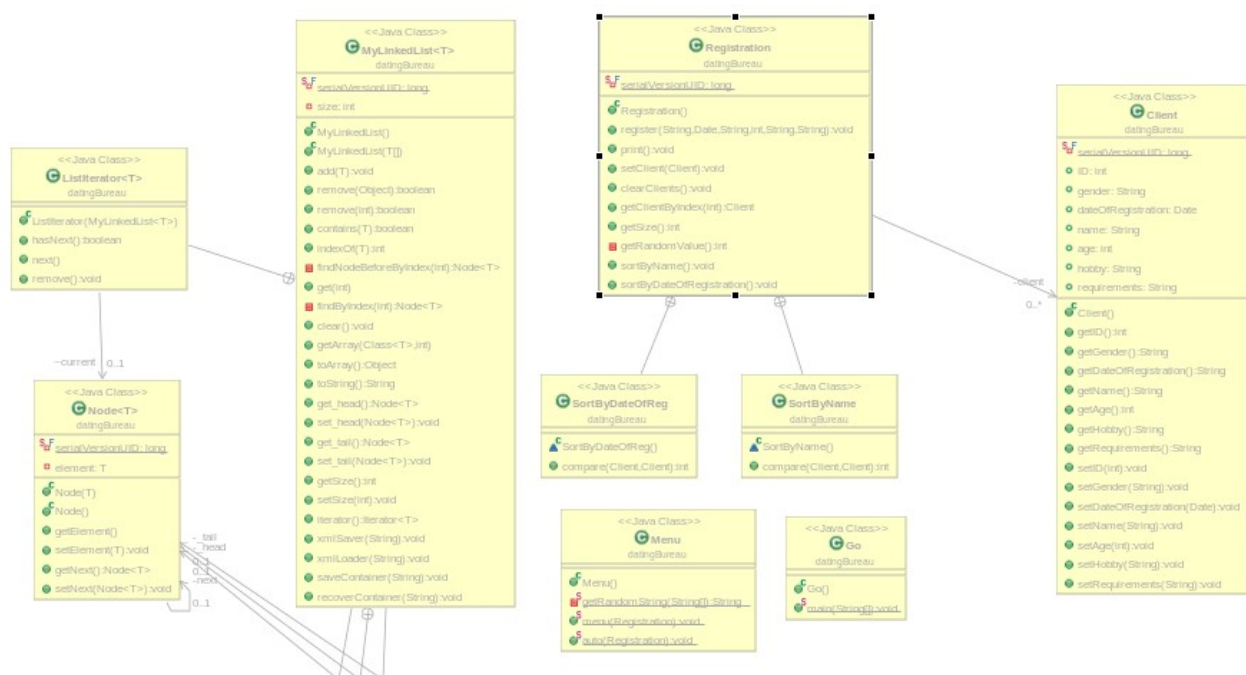 <<Java Class>>
ListIterator<T>
datingBureau
ListIterator(MyLinkedList<T>)
hasNext():boolean
next()
remove():void
~current
0..1
<<Java Class>>
Node<T>
datingBureau
serialVersionUID: long
element: T
Node(T)
Node()
getElement()
setElement(T):void
getNext():Node<T>
setNext(Node<T>):void
-_tail
-_head
0..1
0..1
-next
0..1
<<Java Class>>
MyLinkedList<T>
datingBureau
serialVersionUID: long
size: int
MyLinkedList()
MyLinkedList(T[])
add(T):void
remove(Object):boolean
remove(int):boolean
contains(T):boolean
indexOf(T):int
findNodeBeforeByIndex(int):Node<T>
get(int)
findByIndex(int):Node<T>
clear():void
getArray(Class<T>,int)
toArray():Object
toString():String
get_head():Node<T>
set_head(Node<T>):void
get_tail():Node<T>
set_tail(Node<T>):void
getSize():int
setSize(int):void
iterator():Iterator<T>
xmlSaver(String):void
xmlLoader(String):void
saveContainer(String):void
recoverContainer(String):void
<<Java Class>>
Registration
datingBureau
serialVersionUID: long
Registration()
register(String,Date,String,int,String,String):void
print():void
setClient(Client):void
clearClients():void
getClientByIndex(int):Client
getSize():int
getRandomValue():int
sortByName():void
sortByDateOfRegistration():void
-client
0..*
<<Java Class>>
SortByDateOfReg
datingBureau
SortByDateOfReg()
compare(Client,Client):int
<<Java Class>>
SortByName
datingBureau
SortByName()
compare(Client,Client):int
<<Java Class>>
Menu
datingBureau
Menu()
getRandomString(String[]):String
menu(Registration):void
auto(Registration):void
<<Java Class>>
Go
datingBureau
Go()
main(String[]):void
<<Java Class>>
Client
datingBureau
serialVersionUID: long
ID: int
gender: String
dateOfRegistration: Date
name: String
age: int
hobby: String
requirements: String
Client()
getID():int
getGender():String
getDateOfRegistration():String
getName():String
getAge():int
getHobby():String
getRequirements():String
setID(int):void
setGender(String):void
setDateOfRegistration(Date):void
setName(String):void
setAge(int):void
setHobby(String):void
setRequirements(String):void